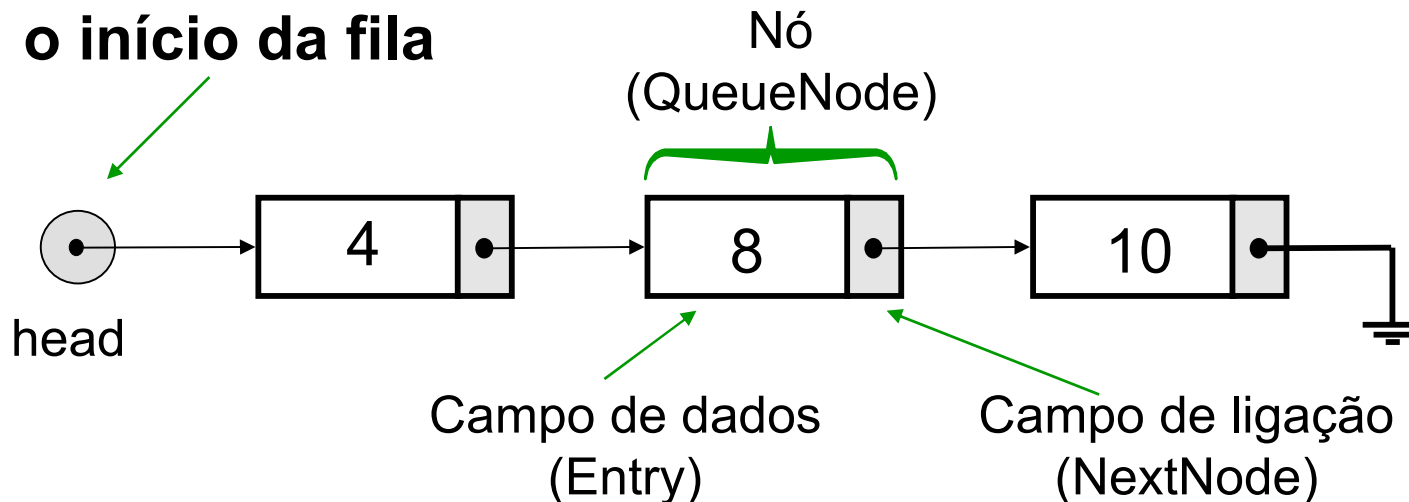 o início da fila
Nó
(QueueNode)
4
8
10
head
Campo de dados
(Entry)
Campo de ligação
(NextNode)